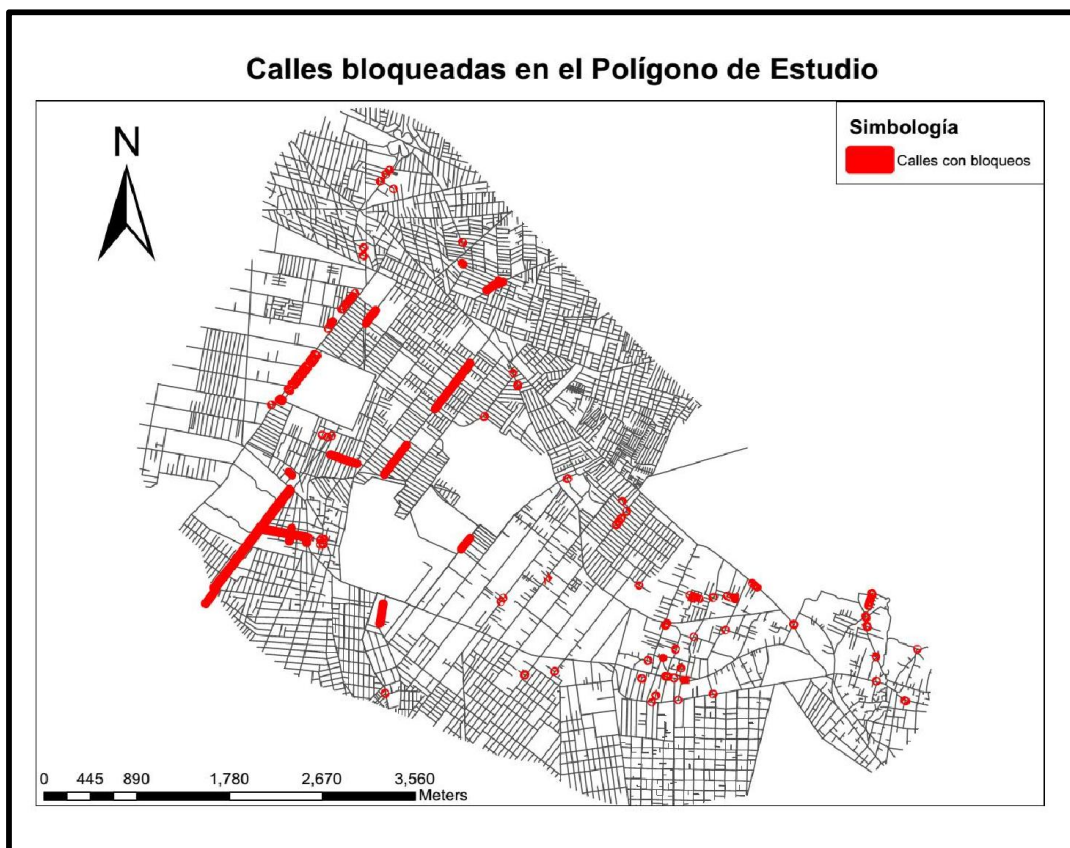 Calles bloqueadas en el Polígono de Estudio
N
Simbología
Calles con bloqueos
0 445 890 1,780 2,670 3,560
Meters